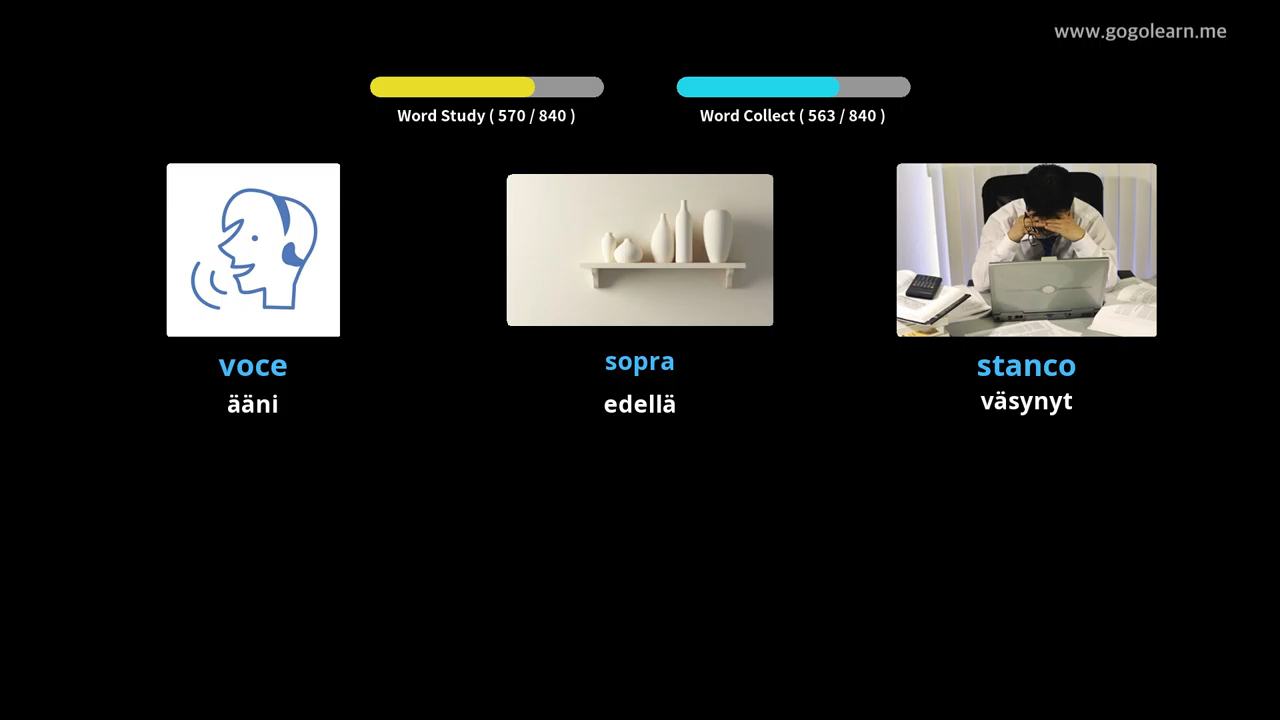 www.gogolearn.me
Word Study ( 570 / 840 )
Word Collect ( 563 / 840 )
voce
ääni
sopra
edellä
stanco
väsynyt